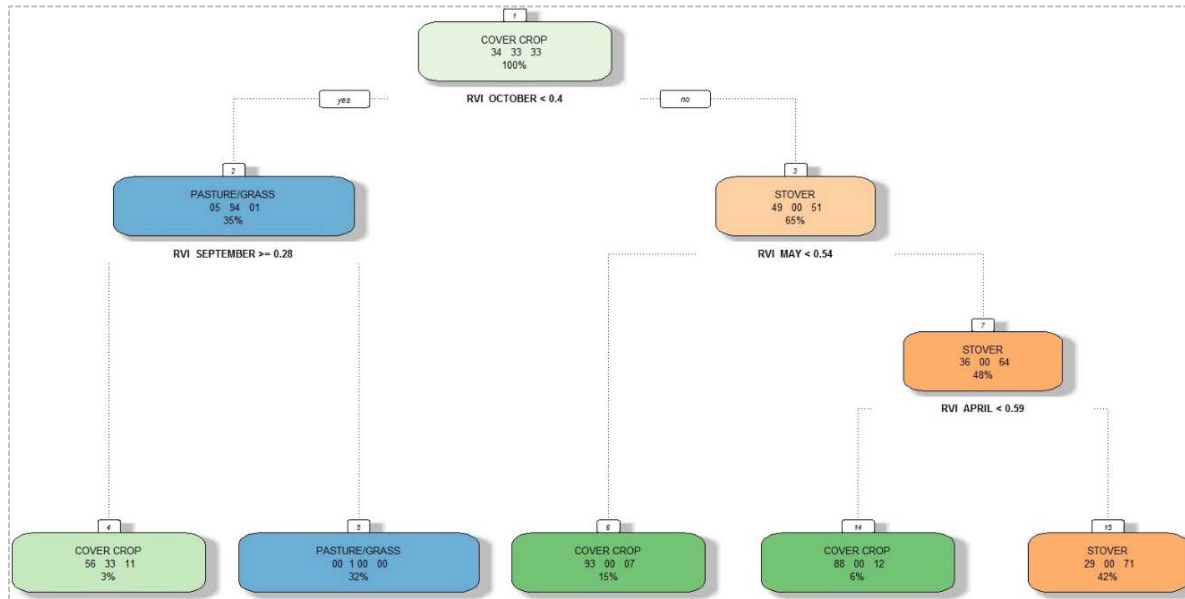 1
COVER CROP
34 33 33
100%
yes RVI OCTOBER < 0.4 no
2 3
PASTURE/GRASS STOVER
05 94 01 49 00 51
35% 65%
RVI SEPTEMBER >= 0.28 RVI MAY < 0.54
7
STOVER
36 00 64
48%
RVI APRIL < 0.59
4 5 6 14 15
COVER CROP PASTURE/GRASS COVER CROP COVER CROP STOVER
56 33 11 00 1 00 00 93 00 07 88 00 12 29 00 71
3% 32% 15% 6% 42%